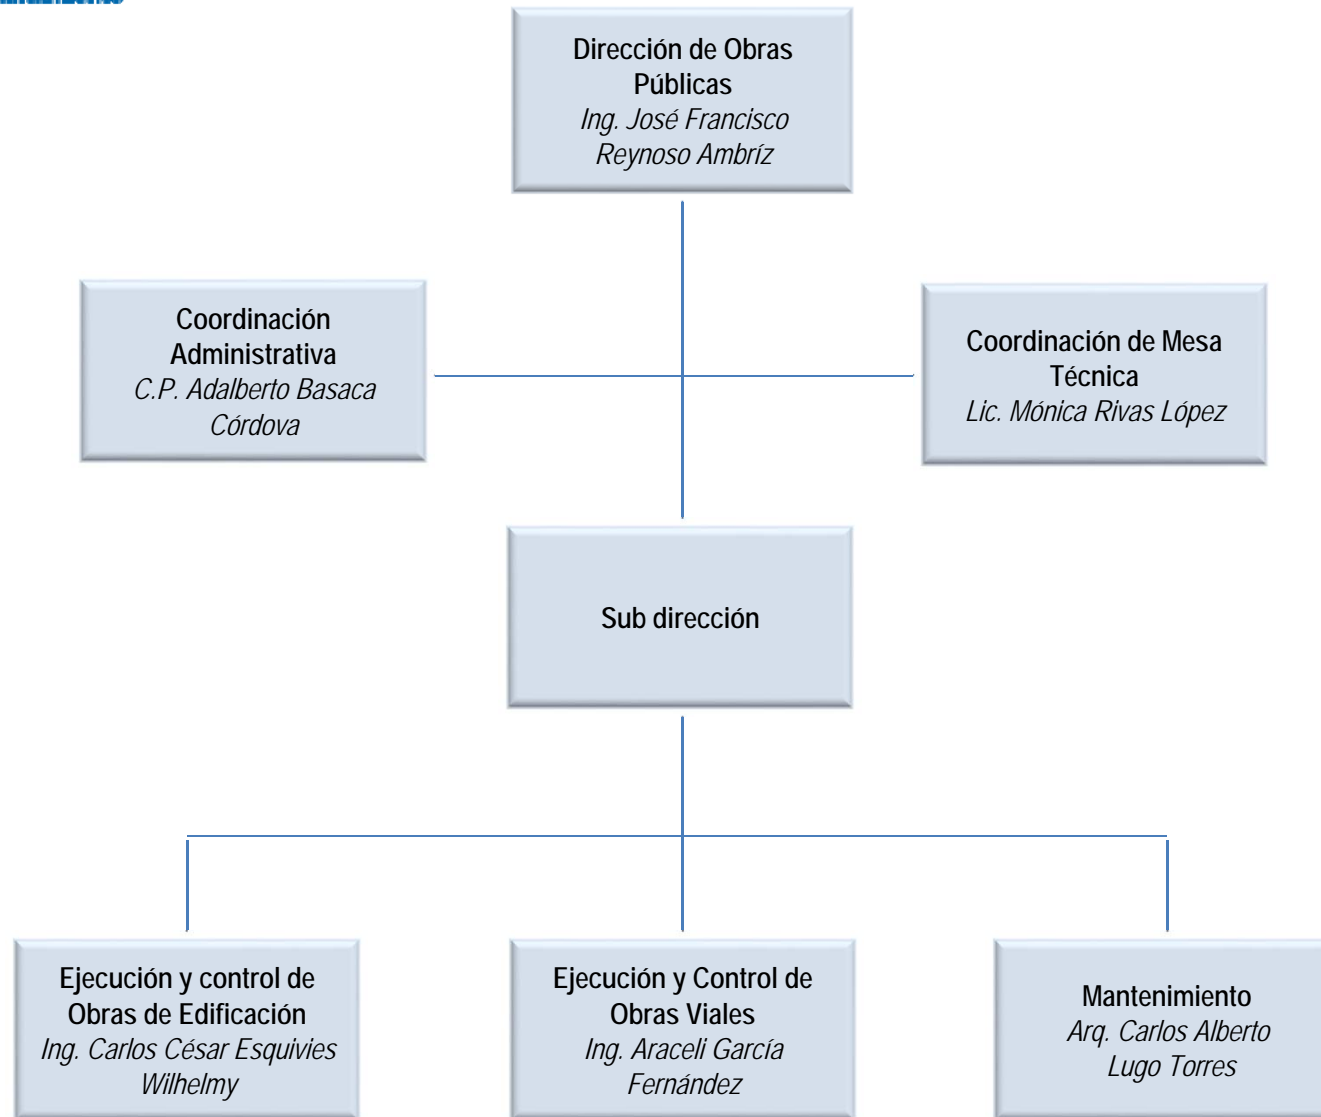 Dirección de Obras
Públicas
Ing. José Francisco
Reynoso Ambríz
Coordinación
Administrativa
C.P. Adalberto Basaca
Córdova
Coordinación de Mesa
Técnica
Lic. Mónica Rivas López
Sub dirección
Ejecución y control de
Obras de Edificación
Ing. Carlos César Esquivies
Wilhelmy
Ejecución y Control de
Obras Viales
Ing. Araceli García
Fernández
Mantenimiento
Arq. Carlos Alberto
Lugo Torres